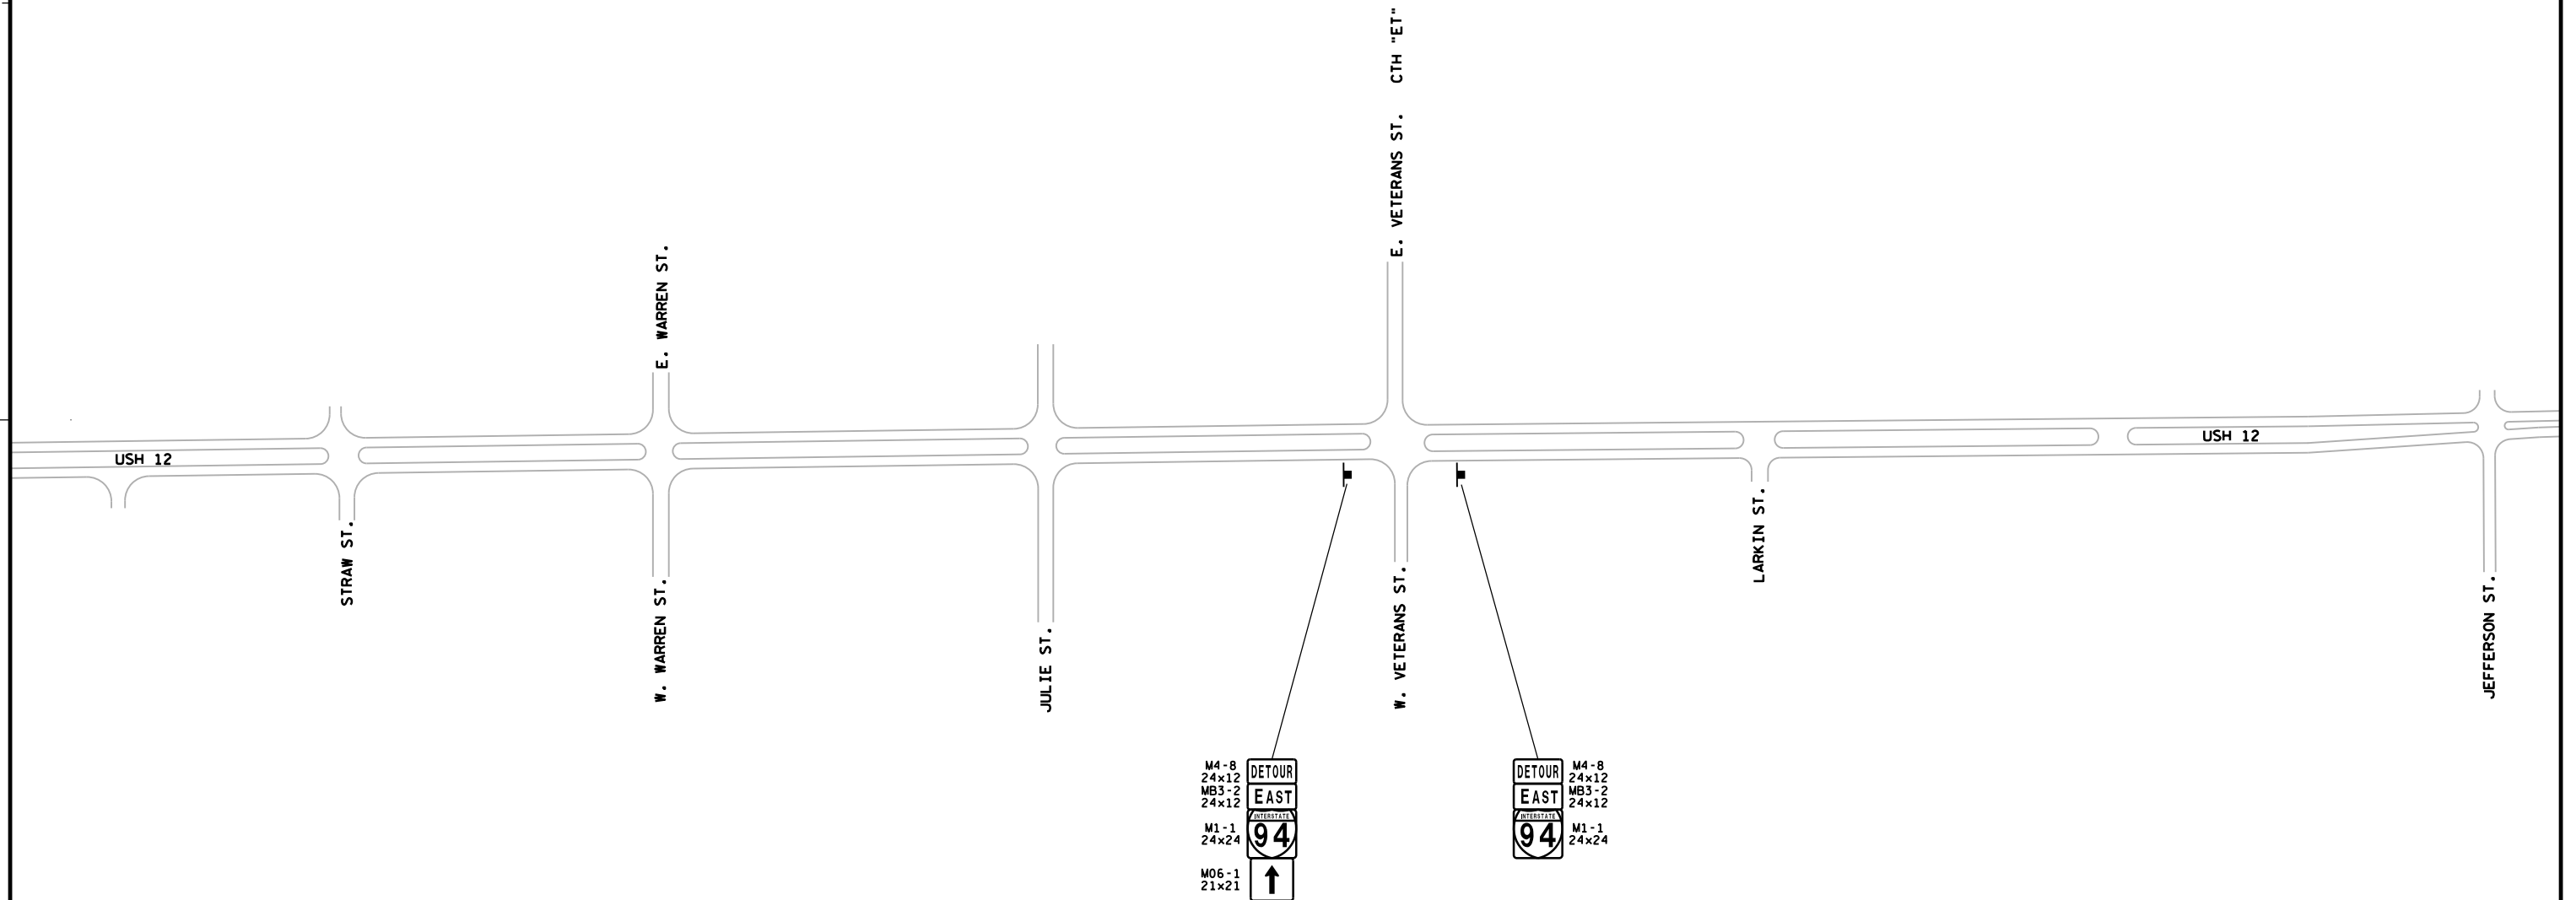 CTH "ET"
E. VETERANS ST.
E. WARREN ST.
USH 12
USH 12
STRAW ST.
W. WARREN ST.
JULIE ST.
W. VETERANS ST.
LARKIN ST.
JEFFERSON ST.
M4-8
24x12
DETOUR
MB3-2
24x12
EAST
M1-1
24x24
INTERSTATE
94
M06-1
21x21
DETOUR
M4-8
24x12
EAST
MB3-2
24x12
INTERSTATE
94
M1-1
24x24